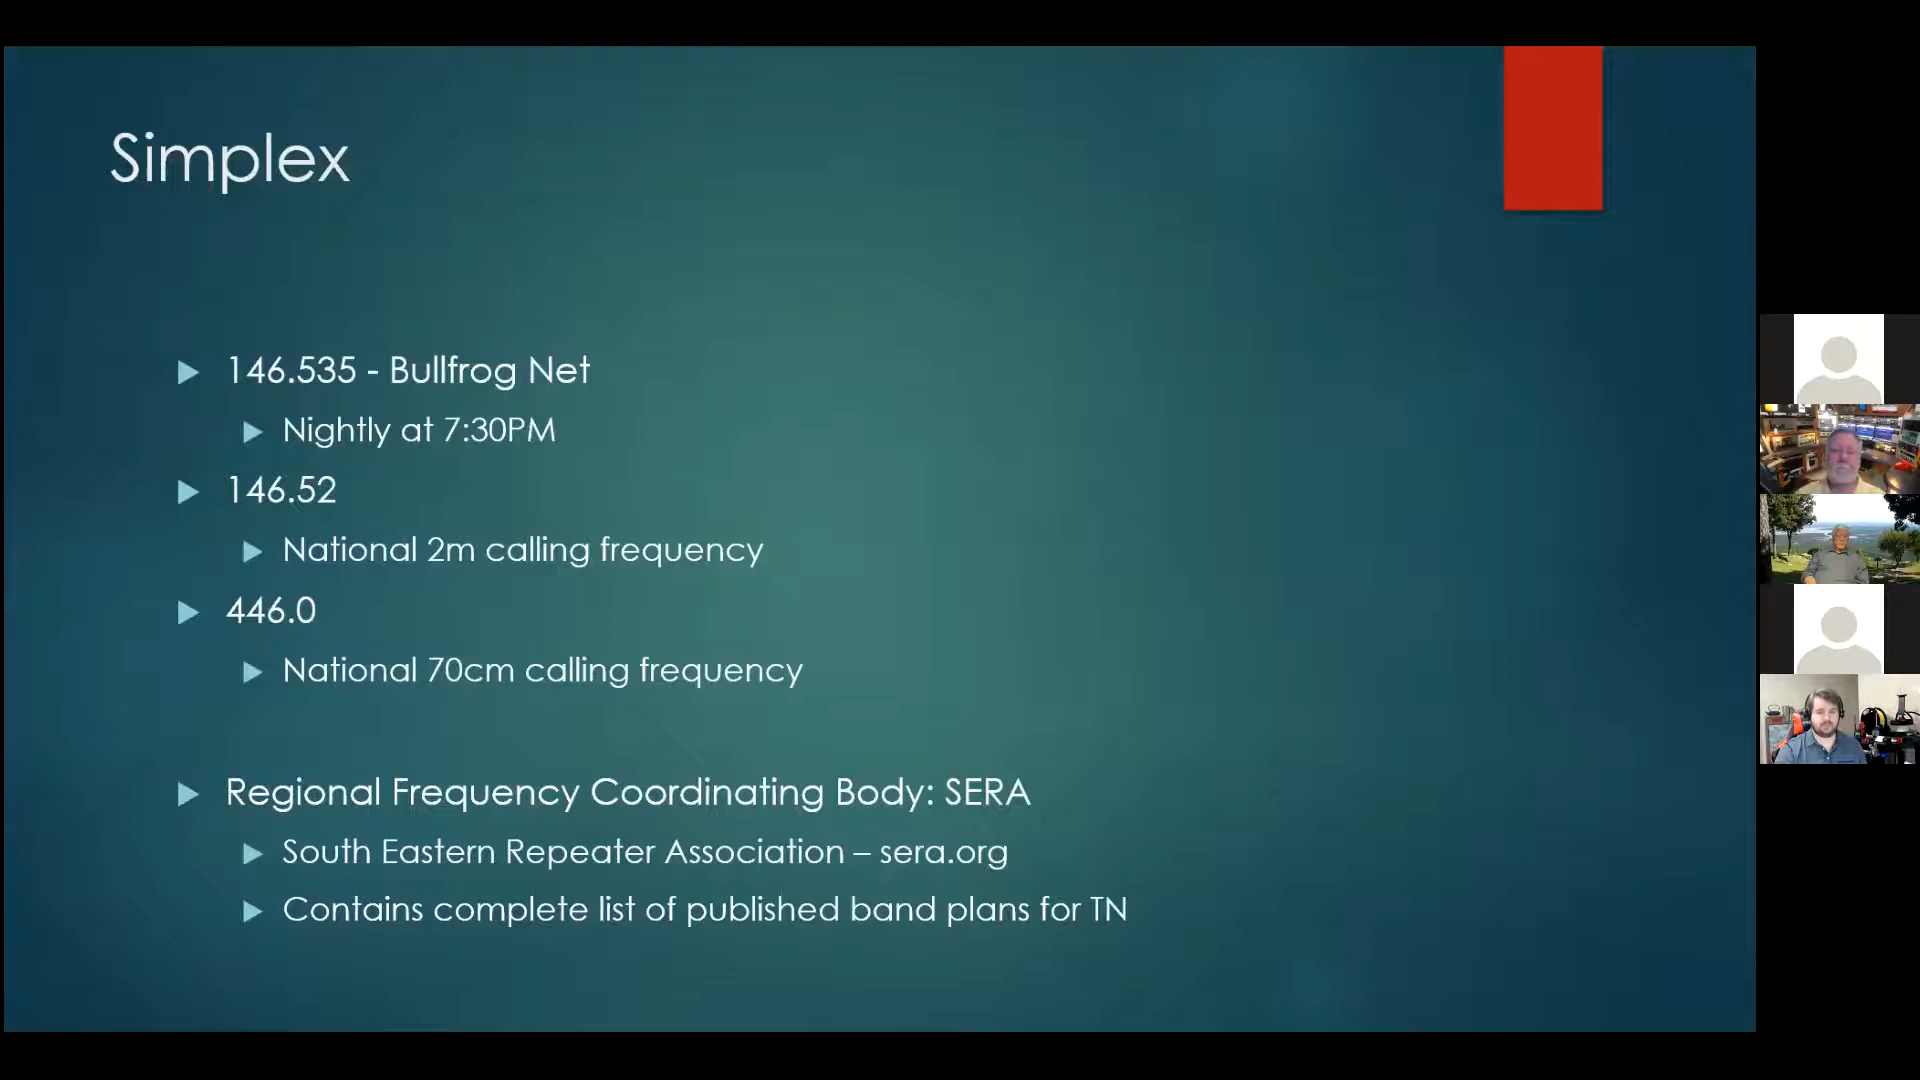 Simplex
146.535 - Bullfrog Net
Nightly at 7:30PM
146.52
National 2m calling frequency
446.0
National 70cm calling frequency
Regional Frequency Coordinating Body: SERA
South Eastern Repeater Association – sera.org
Contains complete list of published band plans for TN